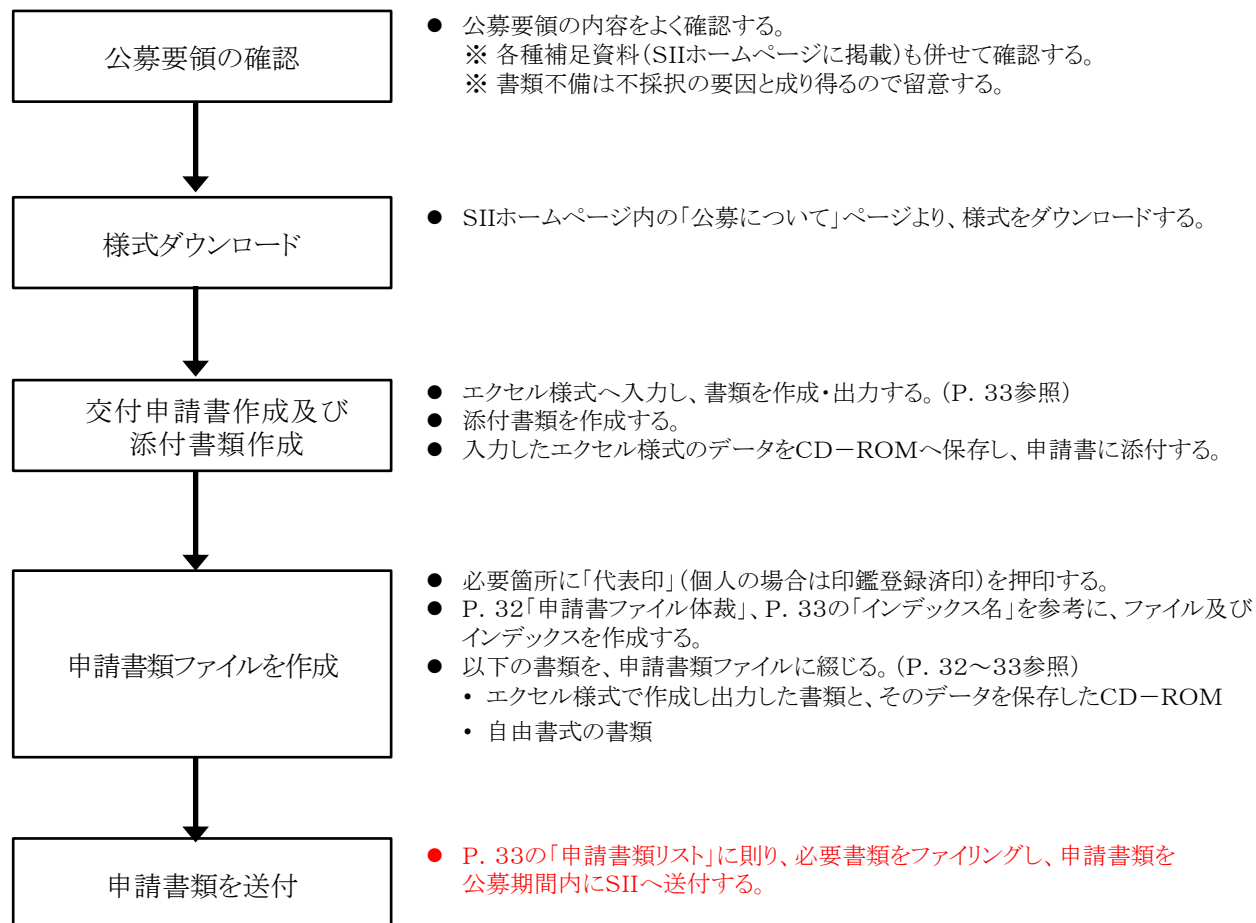 公募要領の確認
● 公募要領の内容をよく確認する。
※ 各種補足資料(SIIホームページに掲載)も併せて確認する。
※ 書類不備は不採択の要因と成り得るので留意する。
様式ダウンロード
● SIIホームページ内の「公募について」ページより、様式をダウンロードする。
交付申請書作成及び
添付書類作成
● エクセル様式へ入力し、書類を作成・出力する。(P. 33参照)
● 添付書類を作成する。
● 入力したエクセル様式のデータをCD－ROMへ保存し、申請書に添付する。
申請書類ファイルを作成
● 必要箇所に「代表印」(個人の場合は印鑑登録済印)を押印する。
● P. 32「申請書ファイル体裁」、P. 33の「インデックス名」を参考に、ファイル及び
インデックスを作成する。
● 以下の書類を、申請書類ファイルに綴じる。(P. 32～33参照)
・ エクセル様式で作成し出力した書類と、そのデータを保存したCD－ROM
・ 自由書式の書類
申請書類を送付
● P. 33の「申請書類リスト」に則り、必要書類をファイリングし、申請書類を
公募期間内にSIIへ送付する。